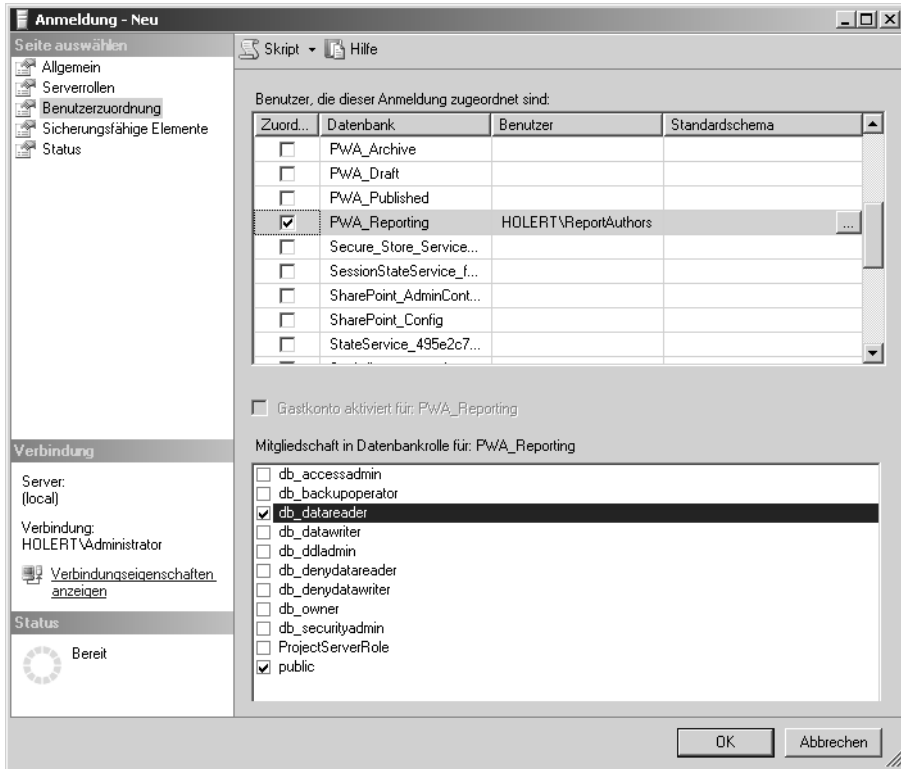 Anmeldung - Neu
Seite auswählen
Allgemein
Serverrollen
Benutzerzuordnung
Sicherungsfähige Elemente
Status
Skript
Hilfe
Benutzer, die dieser Anmeldung zugeordnet sind:
Zuord... Datenbank Benutzer Standardschema
PWA_Archive
PWA_Draft
PWA_Published
PWA_Reporting HOLERT\ReportAuthors ...
Secure_Store_Service...
SessionStateService_f...
SharePoint_AdminCont...
SharePoint_Config
StateService_495e2c7...
Gastkonto aktiviert für: PWA_Reporting
Mitgliedschaft in Datenbankrolle für: PWA_Reporting
db_accessadmin
db_backupoperator
db_datareader
db_datawriter
db_ddladmin
db_denydatareader
db_denydatawriter
db_owner
db_securityadmin
ProjectServerRole
public
Verbindung
Server:
(local)
Verbindung:
HOLERT\Administrator
Verbindungseigenschaften
anzeigen
Status
Bereit
OK
Abbrechen